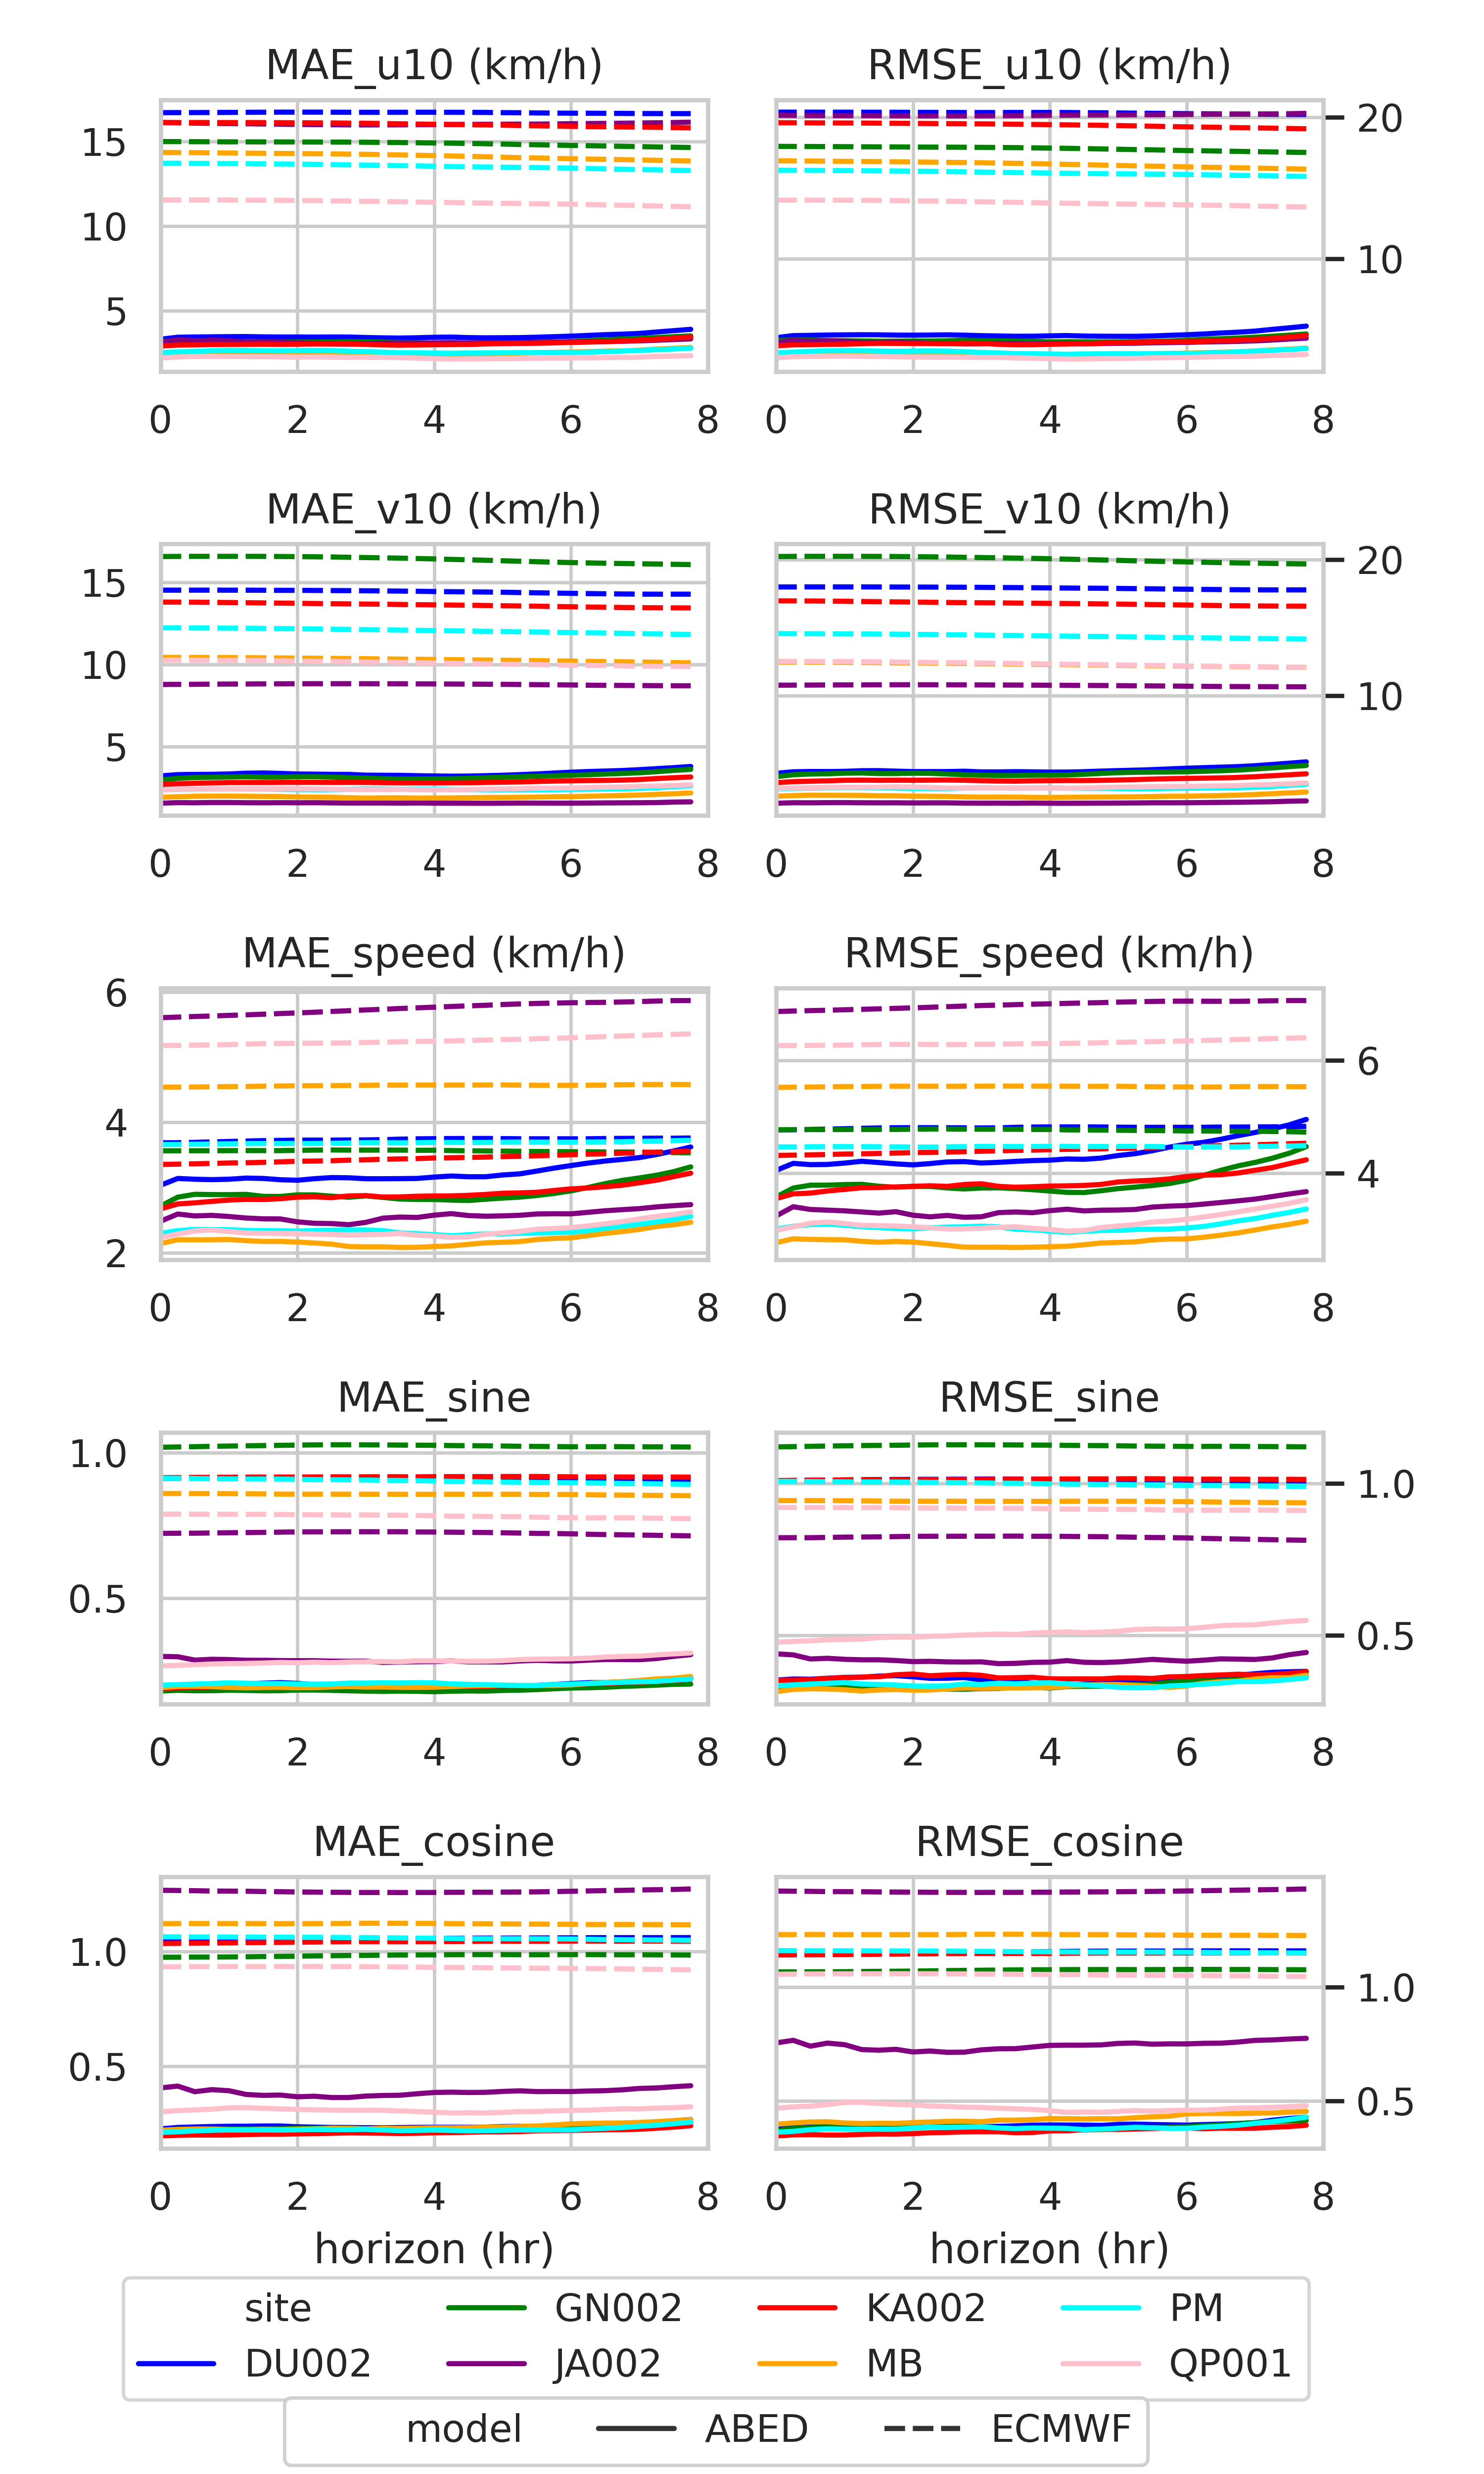 MAE_u10 (km/h) RMSE_u10 (km/h)
15 20
10 10
5
0 2 4 6 8 0 2 4 6 8
MAE_v10 (km/h) RMSE_v10 (km/h)
15 20
10 10
5
0 2 4 6 8 0 2 4 6 8
MAE_speed (km/h) RMSE_speed (km/h)
6 6
4 4
2
0 2 4 6 8 0 2 4 6 8
MAE_sine RMSE_sine
1.0 1.0
0.5 0.5
0 2 4 6 8 0 2 4 6 8
MAE_cosine RMSE_cosine
1.0 1.0
0.5 0.5
0 2 4 6 8 0 2 4 6 8
horizon (hr) horizon (hr)
site GN002 KA002 PM
DU002 JA002 MB QP001
model ABED ECMWF